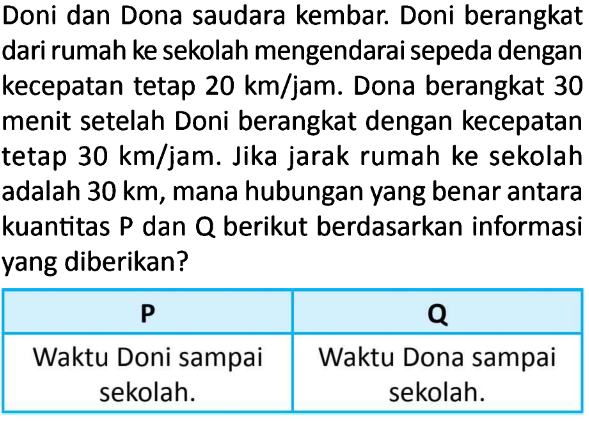 Doni dan Dona saudara kembar. Doni berangkat
dari rumah ke sekolah mengendarai sepeda dengan
kecepatan tetap 20 km/jam. Dona berangkat 30
menit setelah Doni berangkat dengan kecepatan
tetap 30 km/jam. Jika jarak rumah ke sekolah
adalah 30 km, mana hubungan yang benar antara
kuantitas P dan Q berikut berdasarkan informasi
yang diberikan?
P Q
Waktu Doni sampai Waktu Dona sampai
sekolah. sekolah.